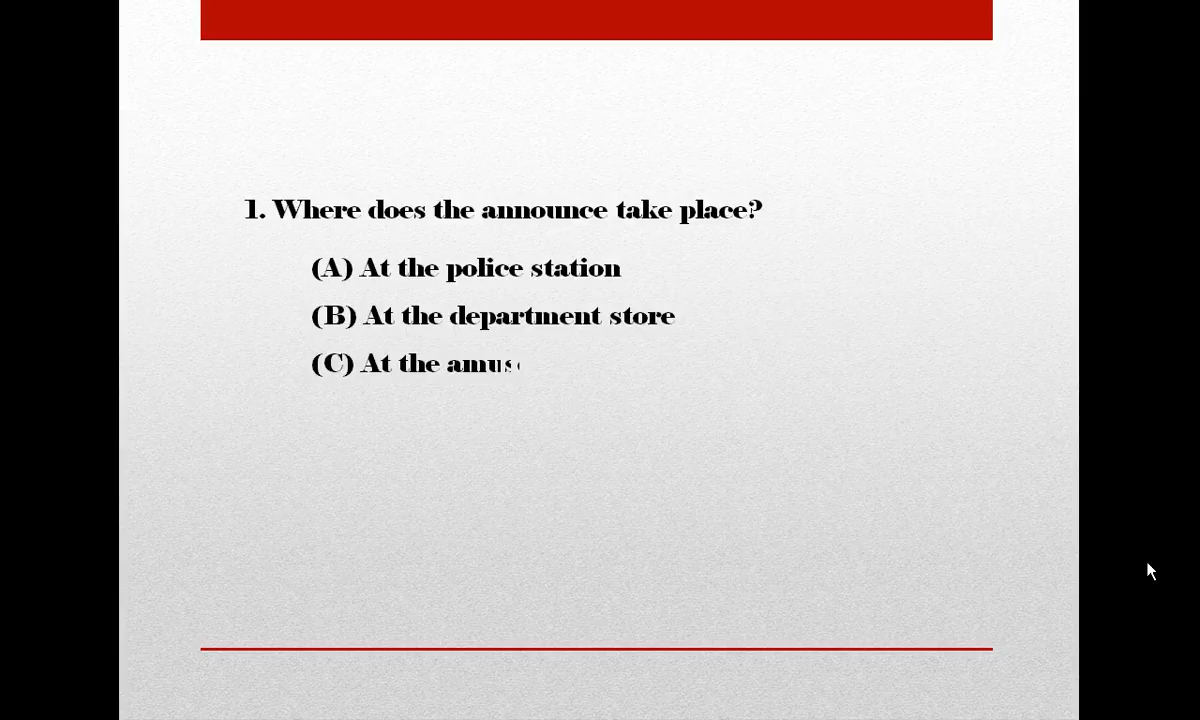 1. Where does the announce take place?
(A) At the police station
(B) At the department store
(C) At the